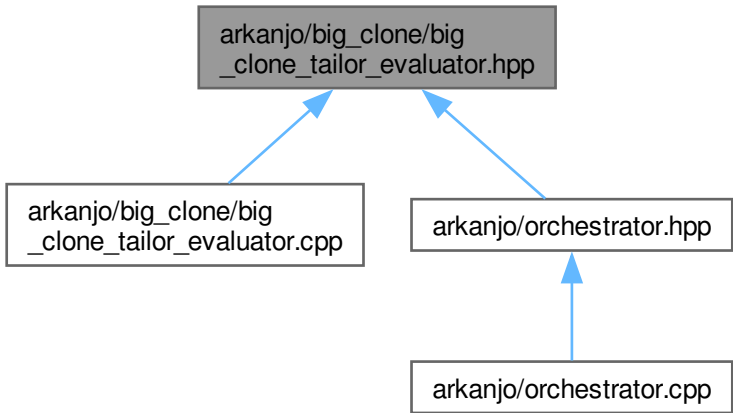 arkanjo/big_clone/big
_clone_tailor_evaluator.hpp
arkanjo/big_clone/big
_clone_tailor_evaluator.cpp
arkanjo/orchestrator.hpp
arkanjo/orchestrator.cpp